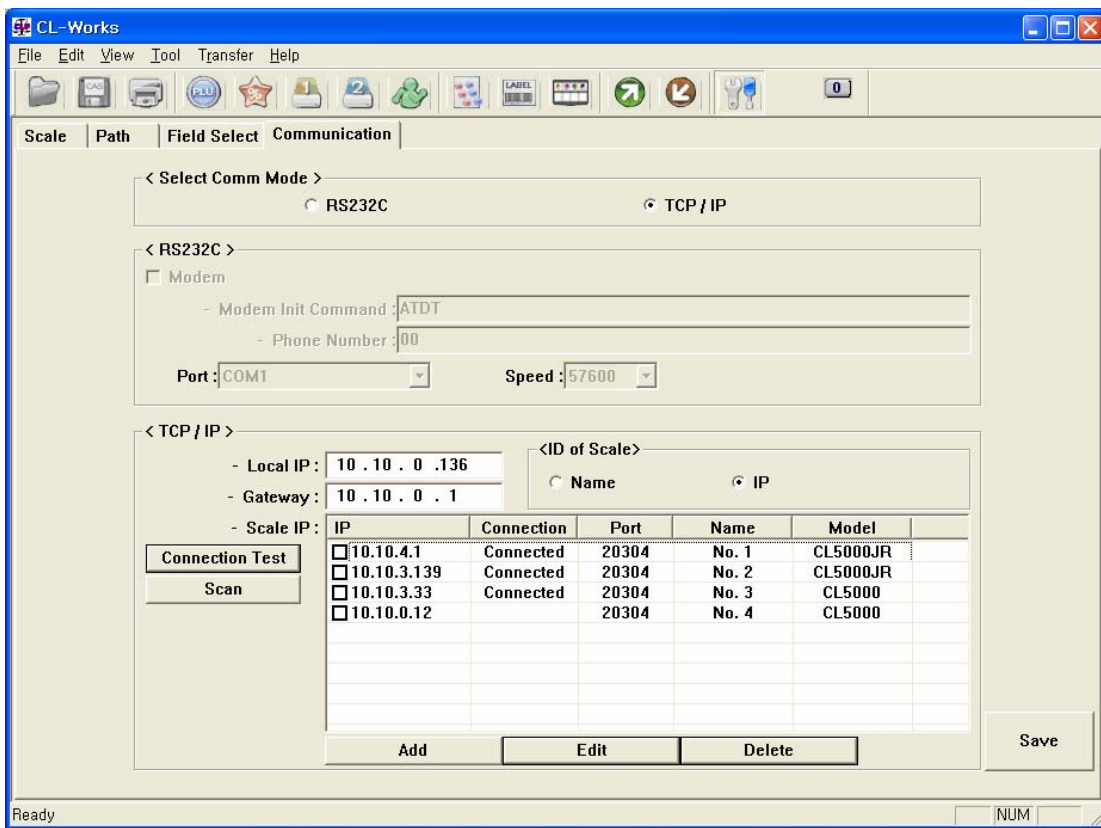 CL-Works
File Edit View Tool Transfer Help
CAS PLU 1 2 LABEL 0
Scale Path Field Select Communication
< Select Comm Mode >
RS232C TCP / IP
< RS232C >
Modem
- Modem Init Command : ATDT
- Phone Number : 00
Port : COM1 Speed : 57600
< TCP / IP >
<ID of Scale>
- Local IP : 10 . 10 . 0 .136
Name IP
- Gateway : 10 . 10 . 0 . 1
- Scale IP : IP Connection Port Name Model
Connection Test
10.10.4.1 Connected 20304 No. 1 CL5000JR
10.10.3.139 Connected 20304 No. 2 CL5000JR
Scan
10.10.3.33 Connected 20304 No. 3 CL5000
10.10.0.12 20304 No. 4 CL5000
Add Edit Delete
Save
Ready NUM